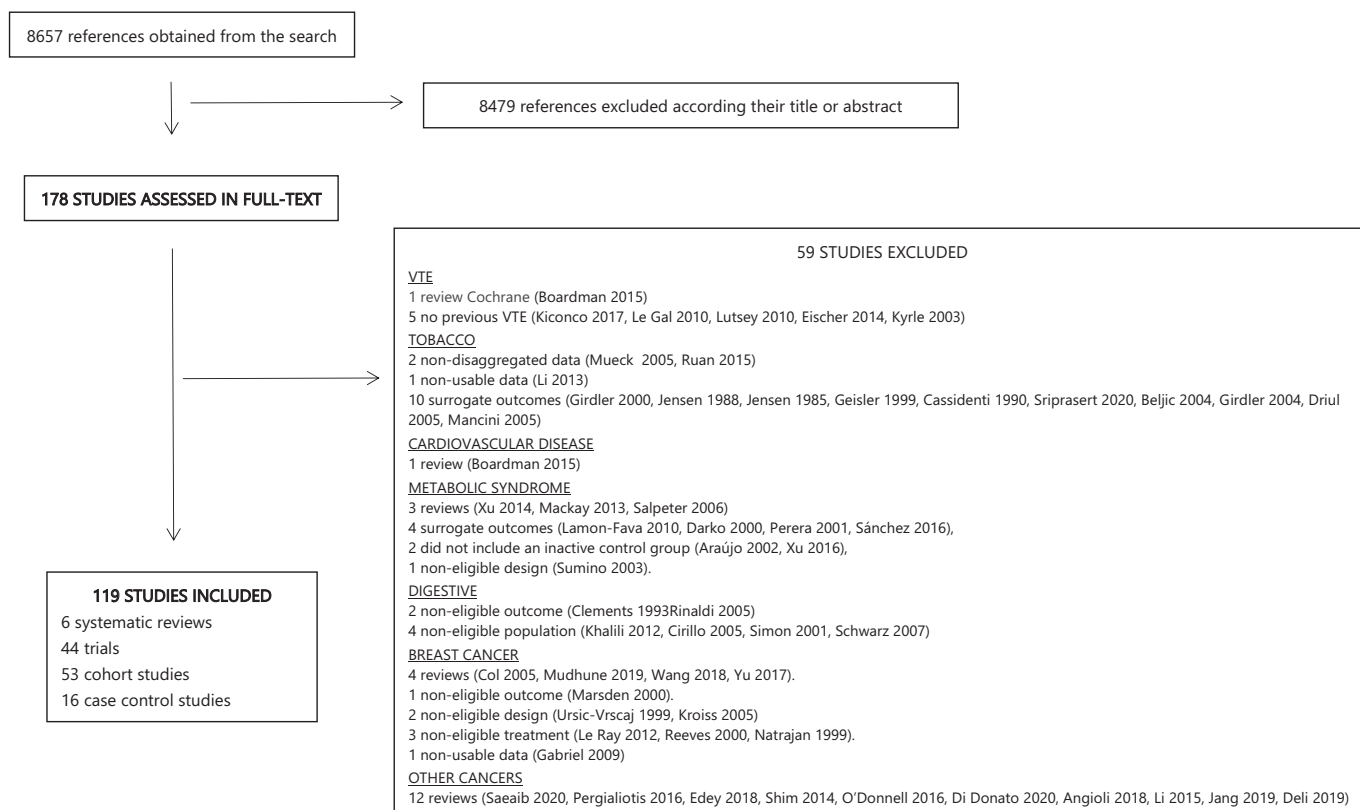 8657 references obtained from the search
8479 references excluded according their title or abstract
178 STUDIES ASSESSED IN FULL-TEXT
59 STUDIES EXCLUDED
VTE
1 review Cochrane (Boardman 2015)
5 no previous VTE (Kiconco 2017, Le Gal 2010, Lutsey 2010, Eischer 2014, Kyrle 2003)
TOBACCO
2 non-disaggregated data (Mueck 2005, Ruan 2015)
1 non-usable data (Li 2013)
10 surrogate outcomes (Girdler 2000, Jensen 1988, Jensen 1985, Geisler 1999, Cassidenti 1990, Sriprasert 2020, Beljic 2004, Girdler 2004, Driul
2005, Mancini 2005)
CARDIOVASCULAR DISEASE
1 review (Boardman 2015)
METABOLIC SYNDROME
3 reviews (Xu 2014, Mackay 2013, Salpeter 2006)
4 surrogate outcomes (Lamon-Fava 2010, Darko 2000, Perera 2001, Sánchez 2016),
2 did not include an inactive control group (Araújo 2002, Xu 2016),
1 non-eligible design (Sumino 2003).
DIGESTIVE
2 non-eligible outcome (Clements 1993Rinaldi 2005)
4 non-eligible population (Khalili 2012, Cirillo 2005, Simon 2001, Schwarz 2007)
BREAST CANCER
4 reviews (Col 2005, Mudhune 2019, Wang 2018, Yu 2017).
1 non-eligible outcome (Marsden 2000).
2 non-eligible design (Ursic-Vrscaj 1999, Kroiss 2005)
3 non-eligible treatment (Le Ray 2012, Reeves 2000, Natrajan 1999).
1 non-usable data (Gabriel 2009)
OTHER CANCERS
12 reviews (Saeaib 2020, Pergialiotis 2016, Edey 2018, Shim 2014, O'Donnell 2016, Di Donato 2020, Angioli 2018, Li 2015, Jang 2019, Deli 2019)
119 STUDIES INCLUDED
6 systematic reviews
44 trials
53 cohort studies
16 case control studies